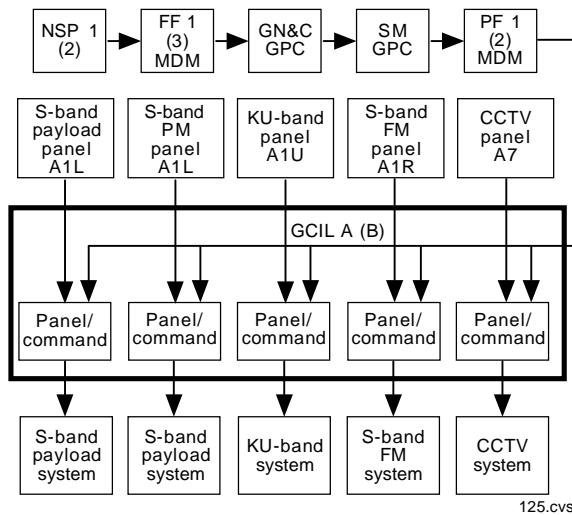 NSP 1
(2)
FF 1
(3)
MDM
GN&C
GPC
SM
GPC
PF 1
(2)
MDM
S-band
payload
panel
A1L
S-band
PM
panel
A1L
KU-band
panel
A1U
S-band
FM
panel
A1R
CCTV
panel
A7
GCIL A (B)
Panel/
command
Panel/
command
Panel/
command
Panel/
command
Panel/
command
S-band
payload
system
S-band
payload
system
KU-band
system
S-band
FM
system
CCTV
system
125.cvs